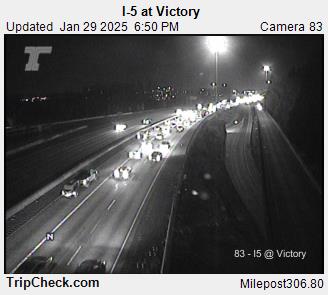 I-5 at Victory
Updated Jan 29 2025 6:50 PM Camera 83
T
N
83 - I5 @ Victory
TripCheck.com Milepost306.80